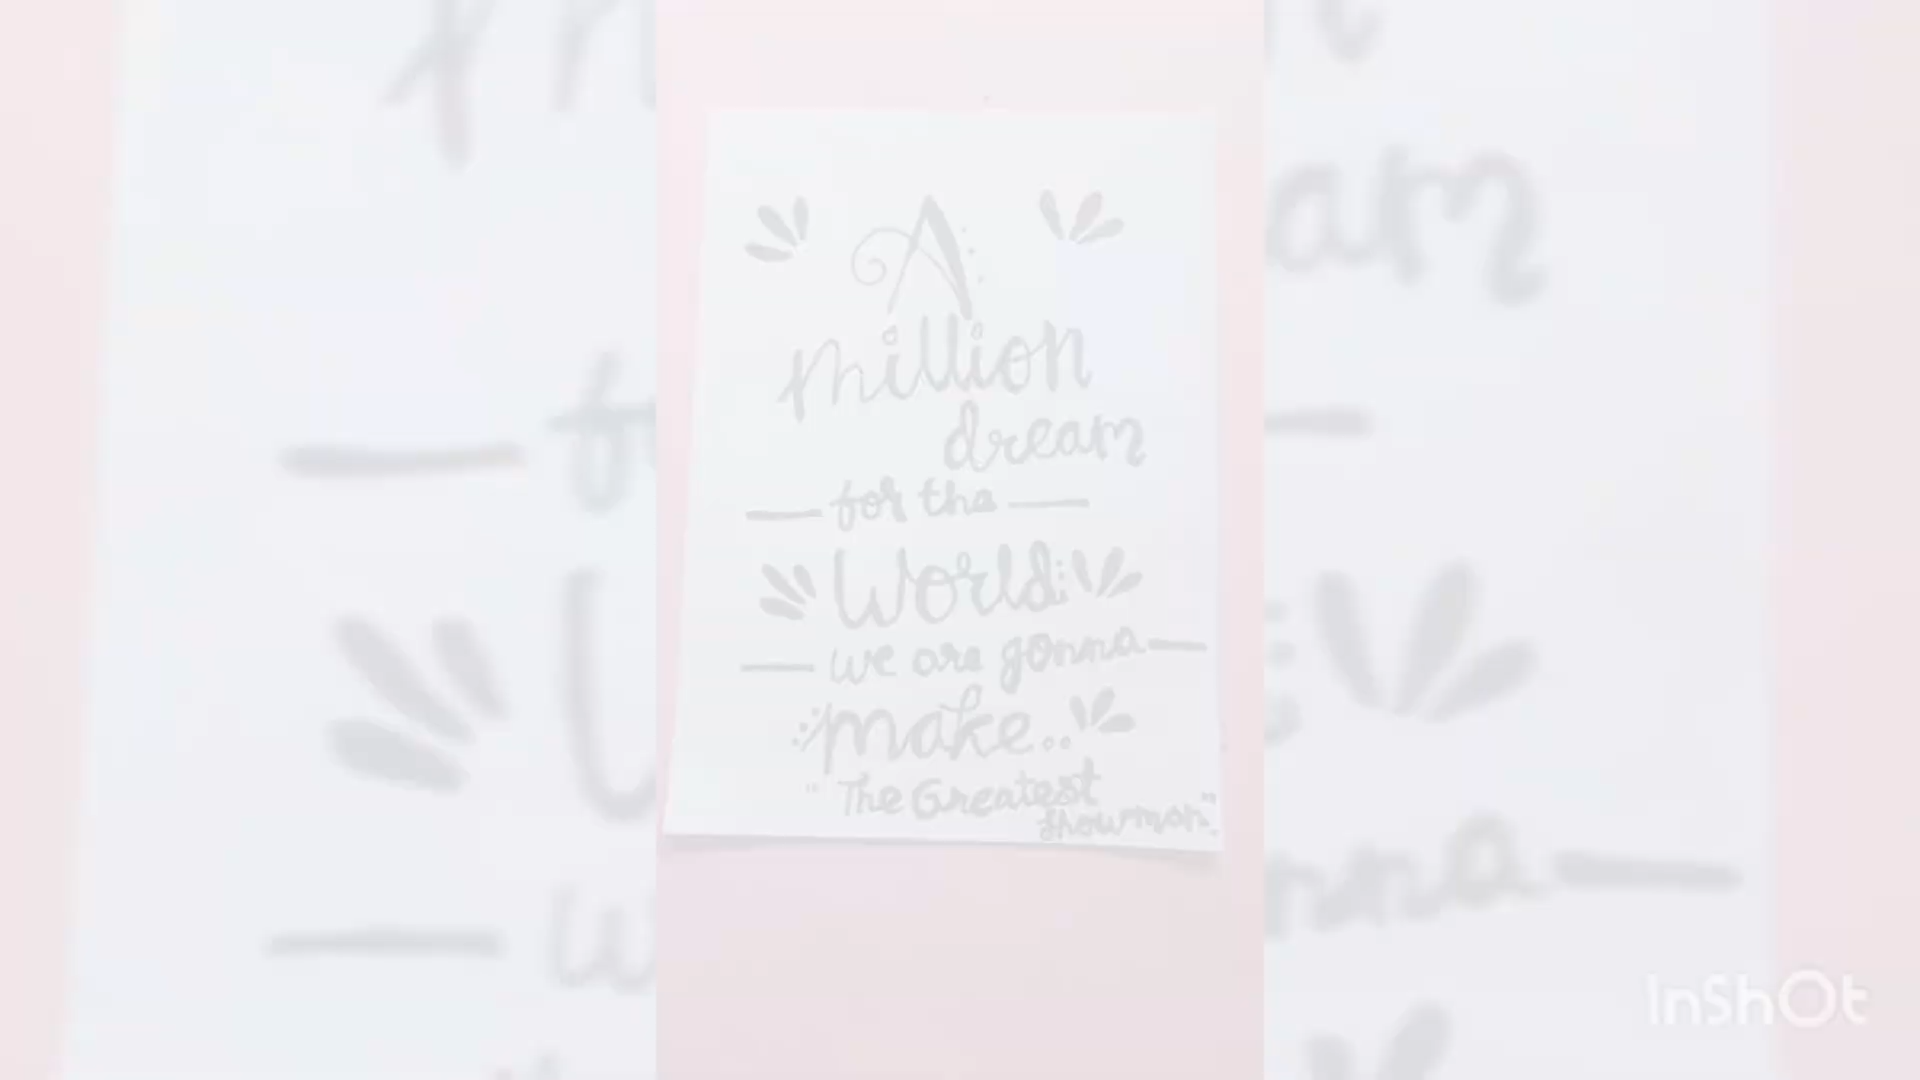 A
million
dream
for the
World
we are gonna
make..
"The Greatest
showman".
InShOt